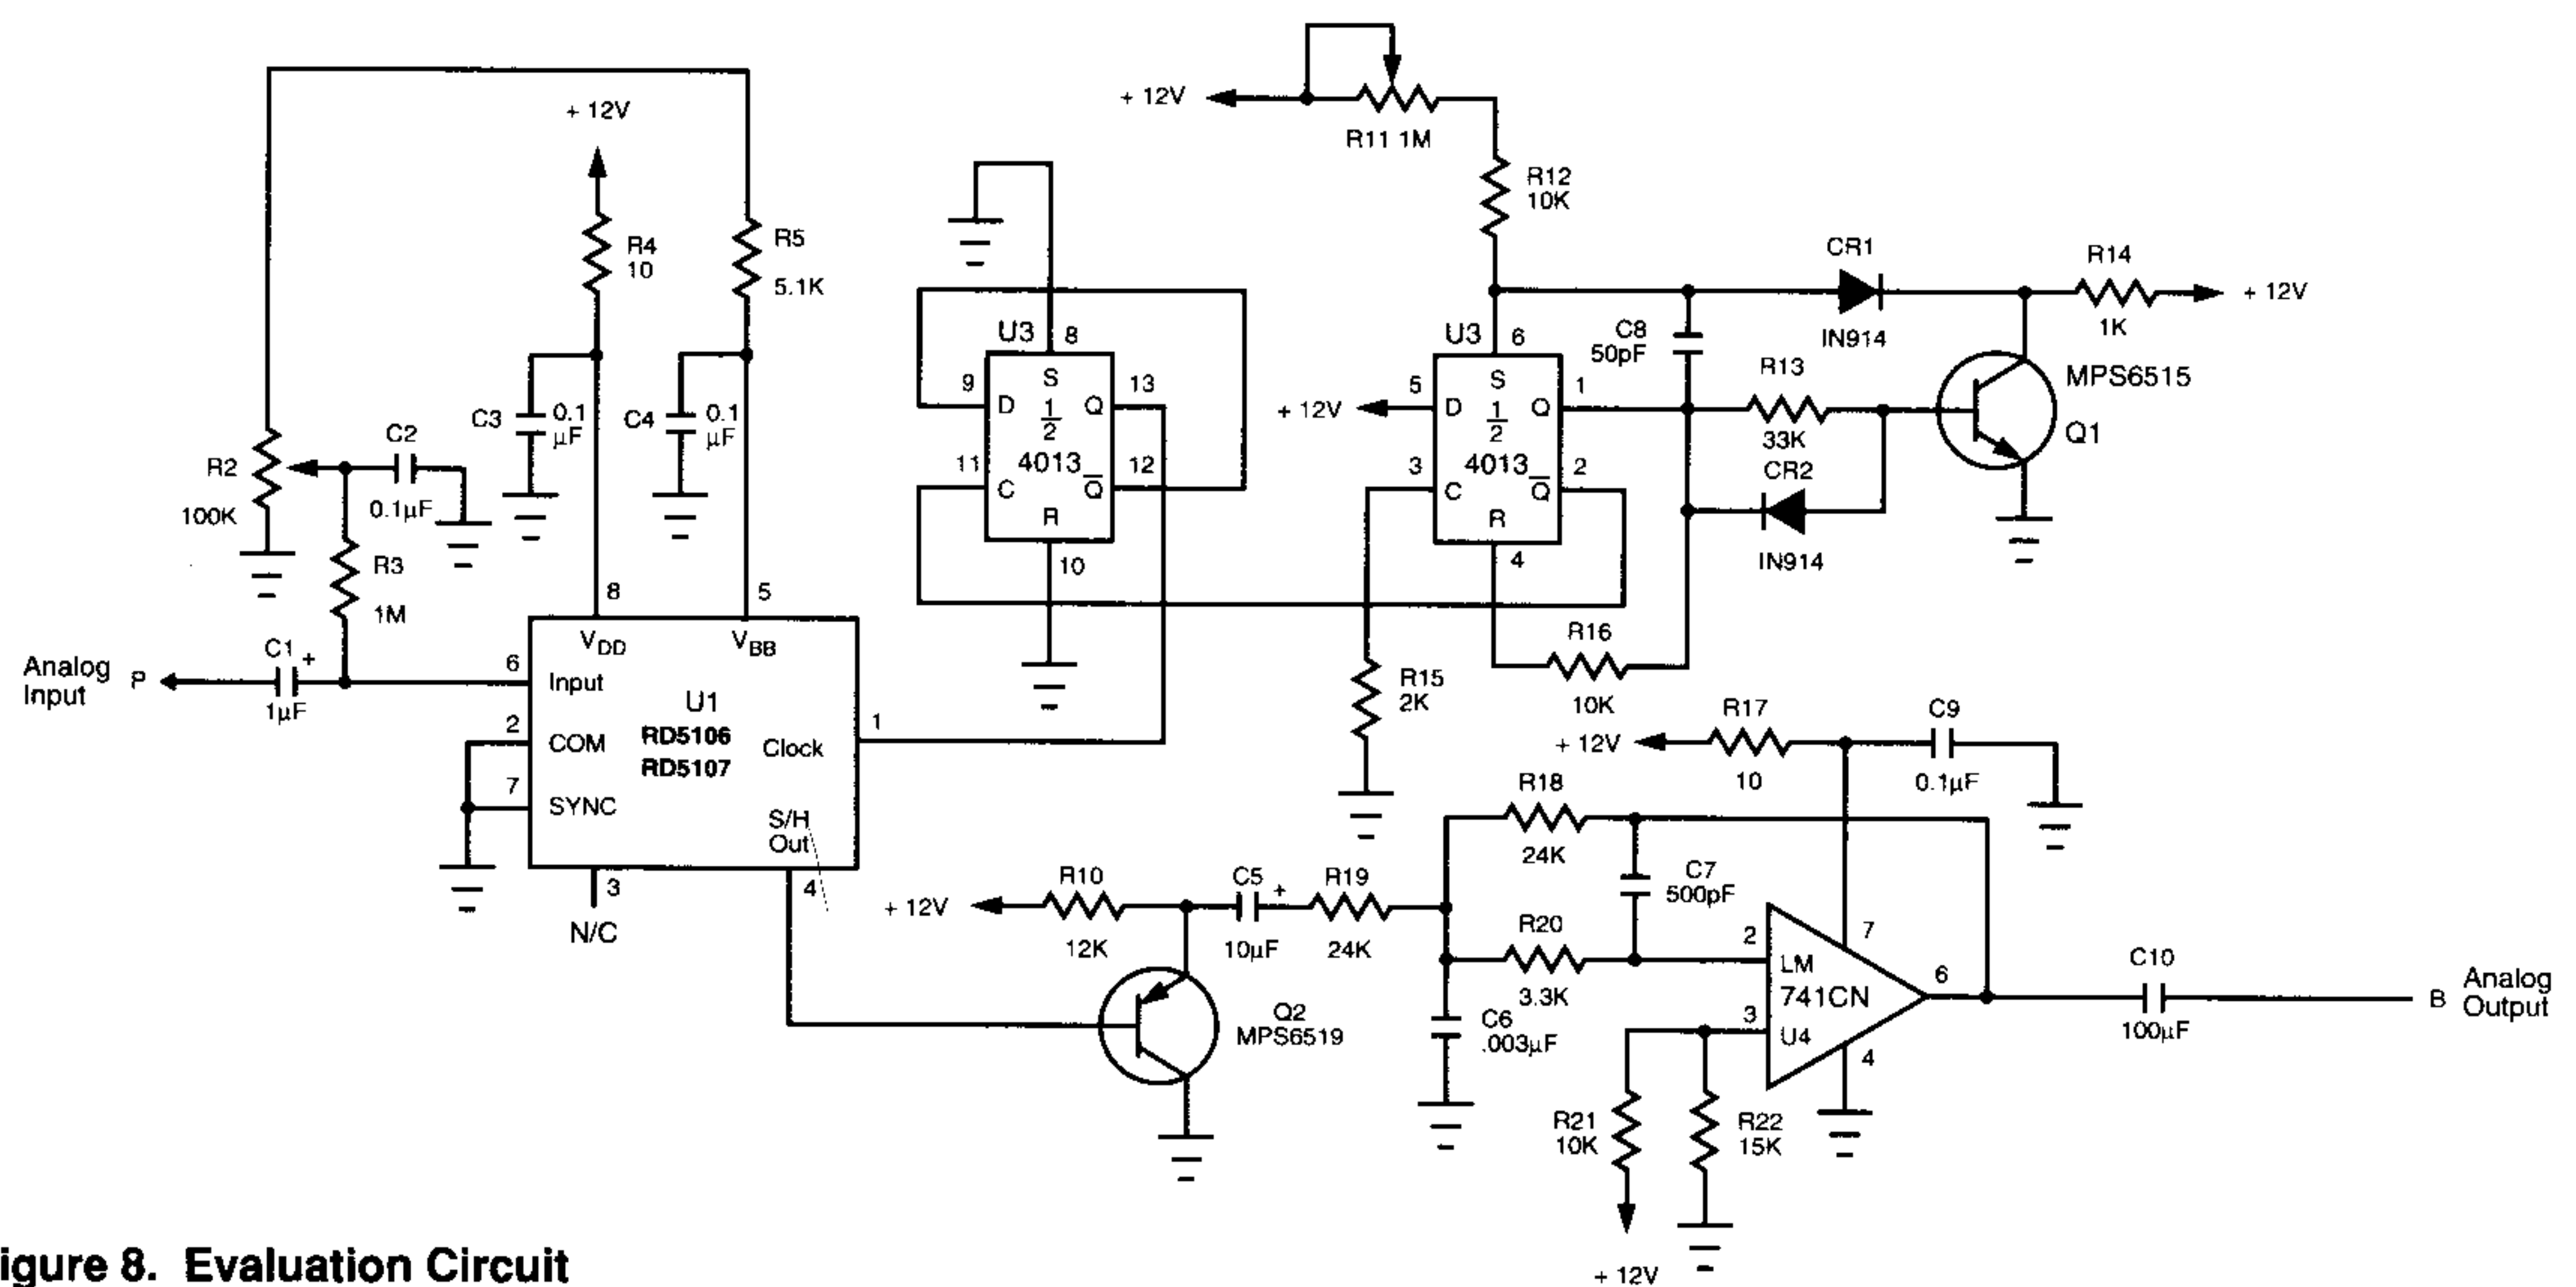 + 12V
R4
10
R5
5.1K
C3
0.1
µF
C4
0.1
µF
R2
100K
C2
0.1µF
R3
1M
Analog
Input
P
C1
+
1µF
8
5
6
2
7
3
4
1
VDD
VBB
Input
COM
SYNC
U1
RD5106
RD5107
Clock
S/H
Out
N/C
U3
8
9
11
13
12
10
S
D
1/2
Q
4013
C
Q̅
R
+ 12V
R11 1M
R12
10K
U3
6
5
3
1
2
4
+ 12V
S
D
1/2
Q
4013
C
Q̅
R
C8
50pF
CR1
IN914
R14
1K
+ 12V
R13
33K
CR2
IN914
MPS6515
Q1
R15
2K
R16
10K
+ 12V
R17
10
C9
0.1µF
+ 12V
R10
12K
C5
+
10µF
R19
24K
R18
24K
C7
500pF
R20
3.3K
C6
.003µF
Q2
MPS6519
2
3
7
6
4
LM
741CN
U4
R21
10K
R22
15K
+ 12V
C10
100µF
B
Analog
Output
igure 8. Evaluation Circuit